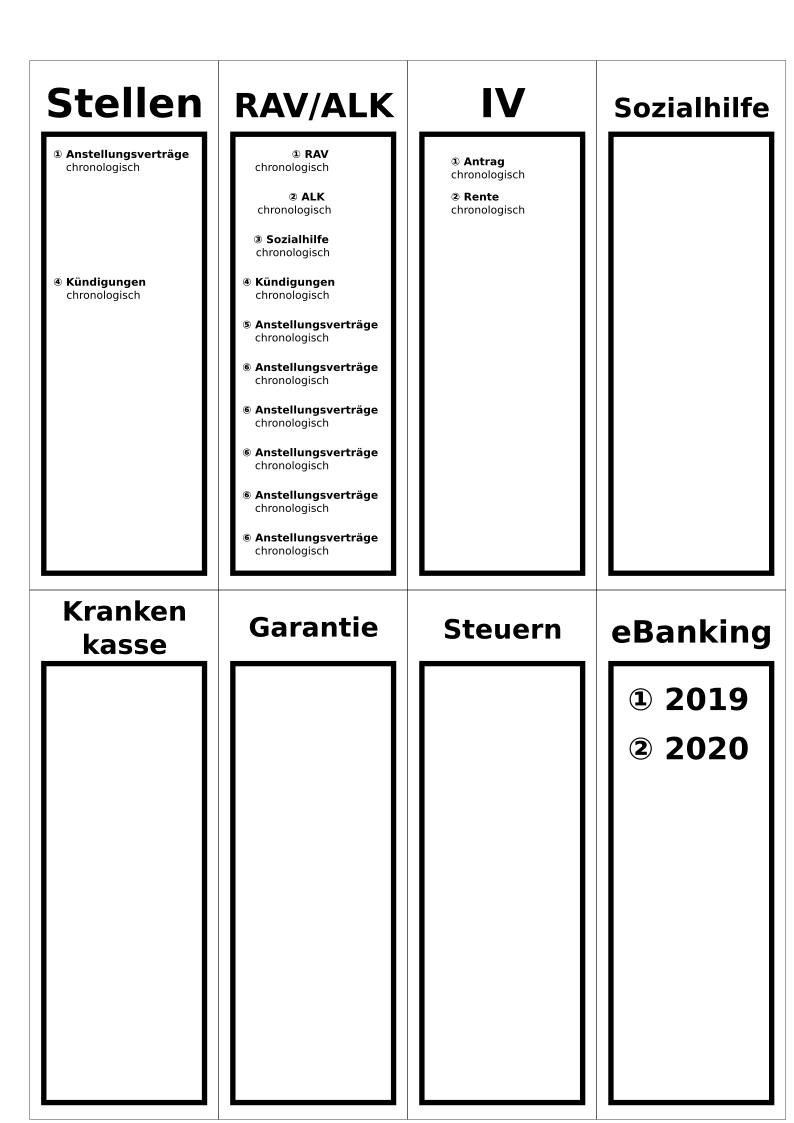 Stellen
① Anstellungsverträge
chronologisch
④ Kündigungen
chronologisch
RAV/ALK
① RAV
chronologisch
② ALK
chronologisch
③ Sozialhilfe
chronologisch
④ Kündigungen
chronologisch
⑤ Anstellungsverträge
chronologisch
⑥ Anstellungsverträge
chronologisch
⑥ Anstellungsverträge
chronologisch
⑥ Anstellungsverträge
chronologisch
⑥ Anstellungsverträge
chronologisch
⑥ Anstellungsverträge
chronologisch
IV
① Antrag
chronologisch
② Rente
chronologisch
Sozialhilfe
Kranken
kasse
Garantie
Steuern
eBanking
① 2019
② 2020